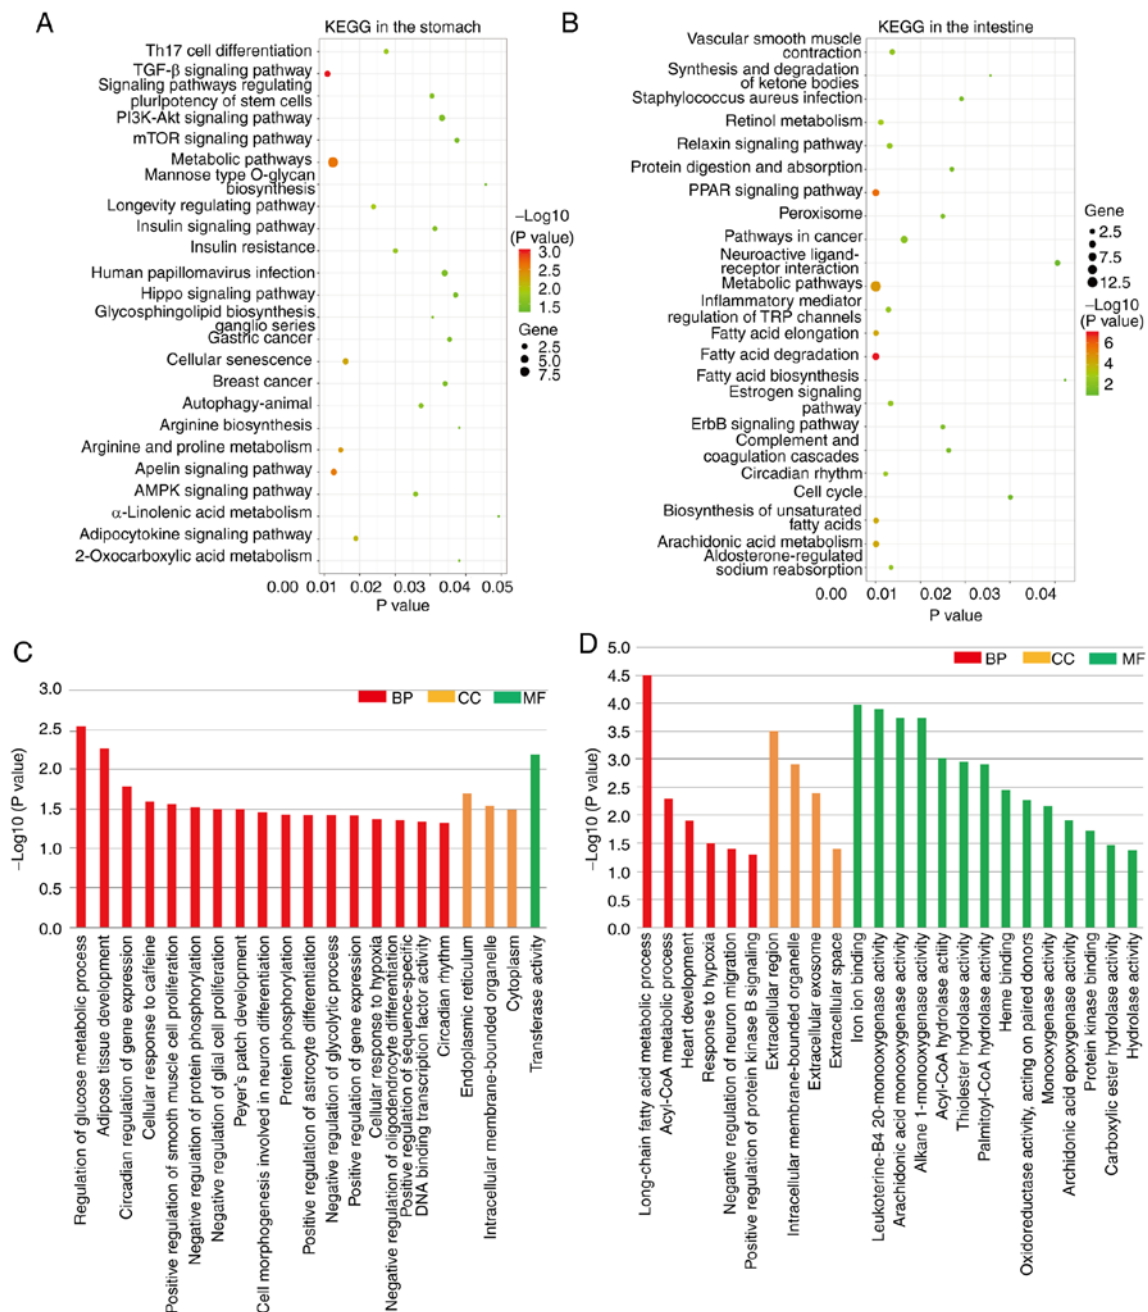 A
KEGG in the stomach
Th17 cell differentiation
TGF-β signaling pathway
Signaling pathways regulating
plurlpotency of stem cells
PI3K-Akt signaling pathway
mTOR signaling pathway
Metabolic pathways
Mannose type O-glycan
biosynthesis
Longevity regulating pathway
Insulin signaling pathway
Insulin resistance
Human papillomavirus infection
Hippo signaling pathway
Glycosphingolipid biosynthesis
ganglio series
Gastric cancer
Cellular senescence
Breast cancer
Autophagy-animal
Arginine biosynthesis
Arginine and proline metabolism
Apelin signaling pathway
AMPK signaling pathway
α-Linolenic acid metabolism
Adipocytokine signaling pathway
2-Oxocarboxylic acid metabolism
0.00 0.01 0.02 0.03 0.04 0.05
P value
−Log10
(P value)
3.0
2.5
2.0
1.5
Gene
2.5
5.0
7.5
B
KEGG in the intestine
Vascular smooth muscle
contraction
Synthesis and degradation
of ketone bodies
Staphylococcus aureus infection
Retinol metabolism
Relaxin signaling pathway
Protein digestion and absorption
PPAR signaling pathway
Peroxisome
Pathways in cancer
Neuroactive ligand-
receptor interaction
Metabolic pathways
Inflammatory mediator
regulation of TRP channels
Fatty acid elongation
Fatty acid degradation
Fatty acid biosynthesis
Estrogen signaling
pathway
ErbB signaling pathway
Complement and
coagulation cascades
Circadian rhythm
Cell cycle
Biosynthesis of unsaturated
fatty acids
Arachidonic acid metabolism
Aldosterone-regulated
sodium reabsorption
0.00 0.01 0.02 0.03 0.04
P value
Gene
2.5
7.5
12.5
−Log10
(P value)
6
4
2
C
3.0
2.5
2.0
1.5
1.0
0.5
0.0
−Log10 (P value)
BP CC MF
Regulation of glucose metabolic process
Adipose tissue development
Circadian regulation of gene expression
Cellular response to caffeine
Positive regulation of smooth muscle cell proliferation
Negative regulation of protein phosphorylation
Negative regulation of glial cell proliferation
Peyer's patch development
Cell morphogenesis involved in neuron differentiation
Protein phosphorylation
Positive regulation of astrocyte differentiation
Negative regulation of glycolytic process
Positive regulation of gene expression
Cellular response to hypoxia
Negative regulation of oligodendrocyte differentiation
Positive regulation of sequence-specific
DNA binding transcription factor activity
Circadian rhythm
Endoplasmic reticulum
Intracellular membrane-bounded organelle
Cytoplasm
Transferase activity
D
5.0
4.5
4.0
3.5
3.0
2.5
2.0
1.5
1.0
0.5
0.0
−Log10 (P value)
BP CC MF
Long-chain fatty acid metabolic process
Acyl-CoA metabolic process
Heart development
Response to hypoxia
Negative regulation of neuron migration
Positive regulation of protein kinase B signaling
Extracellular region
Intracellular membrane-bounded organelle
Extracellular exosome
Extracellular space
Iron ion binding
Leukoterine-B4 20-monooxygenase activity
Arachidonic acid monooxygenase activity
Alkane 1-monooxygenase activity
Acyl-CoA hydrolase activity
Thiolester hydrolase activity
Palmitoyl-CoA hydrolase activity
Heme binding
Oxidoreductase activity, acting on paired donors
Monooxygenase activity
Archidonic acid epoxygenase activity
Protein kinase binding
Carboxylic ester hydrolase activity
Hydrolase activity